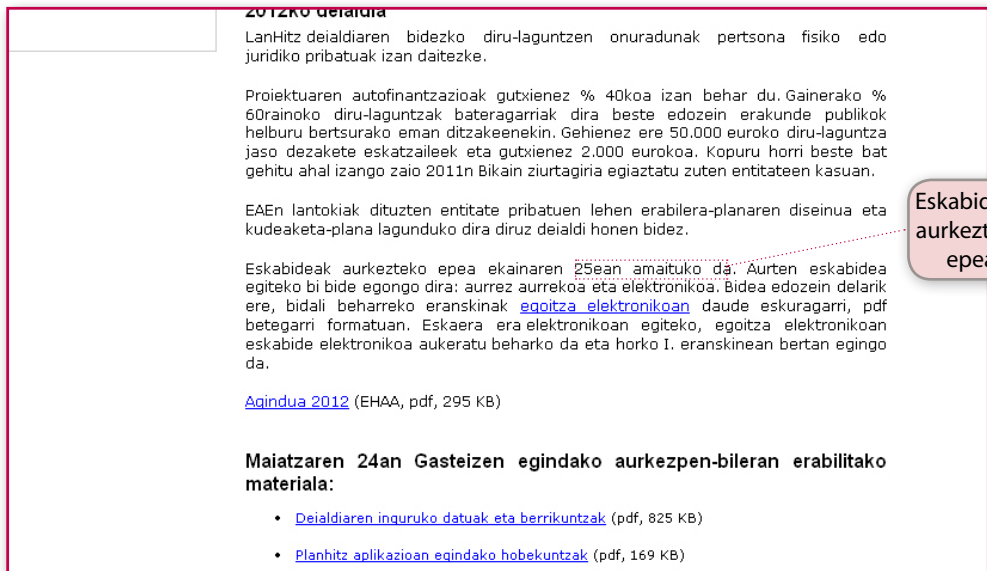 2012ko deialdia
LanHitz deialdiaren bidezko diru-laguntzen onuradunak pertsona fisiko edo
juridiko pribatuak izan daitezke.
Proiektuaren autofinantzazioak gutxienez % 40koa izan behar du. Gainerako %
60rainoko diru-laguntzak bateragarriak dira beste edozein erakunde publikok
helburu bertsurako eman ditzakeenekin. Gehienez ere 50.000 euroko diru-laguntza
jaso dezakete eskatzaileek eta gutxienez 2.000 eurokoa. Kopuru horri beste bat
gehitu ahal izango zaio 2011n Bikain ziurtagiria egiaztatu zuten entitateen kasuan.
EAEn lantokiak dituzten entitate pribatuen lehen erabilera-planaren diseinua eta
kudeaketa-plana lagunduko dira diruz deialdi honen bidez.
Eskabideak aurkezteko epea ekainaren 25ean amaituko da. Aurten eskabidea
egiteko bi bide egongo dira: aurrez aurrekoa eta elektronikoa. Bidea edozein delarik
ere, bidali beharreko eranskinak egoitza elektronikoan daude eskuragarri, pdf
betegarri formatuan. Eskaera era elektronikoan egiteko, egoitza elektronikoan
eskabide elektronikoa aukeratu beharko da eta horko I. eranskinean bertan egingo
da.
Eskabid
aurkezt
epea
Agindua 2012 (EHAA, pdf, 295 KB)
Maiatzaren 24an Gasteizen egindako aurkezpen-bileran erabilitako
materiala:
• Deialdiaren inguruko datuak eta berrikuntzak (pdf, 825 KB)
• Planhitz aplikazioan egindako hobekuntzak (pdf, 169 KB)